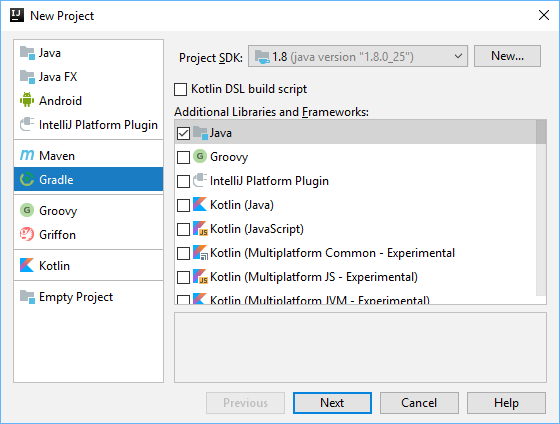 New Project
Java
Java FX
Android
IntelliJ Platform Plugin
Maven
Gradle
Groovy
Griffon
Kotlin
Empty Project
Project SDK: 1.8 (java version "1.8.0_25") New...
Kotlin DSL build script
Additional Libraries and Frameworks:
Java
Groovy
IntelliJ Platform Plugin
Kotlin (Java)
Kotlin (JavaScript)
Kotlin (Multiplatform Common - Experimental
Kotlin (Multiplatform JS - Experimental)
Kotlin (Multiplatform JVM - Experimental)
Previous Next Cancel Help